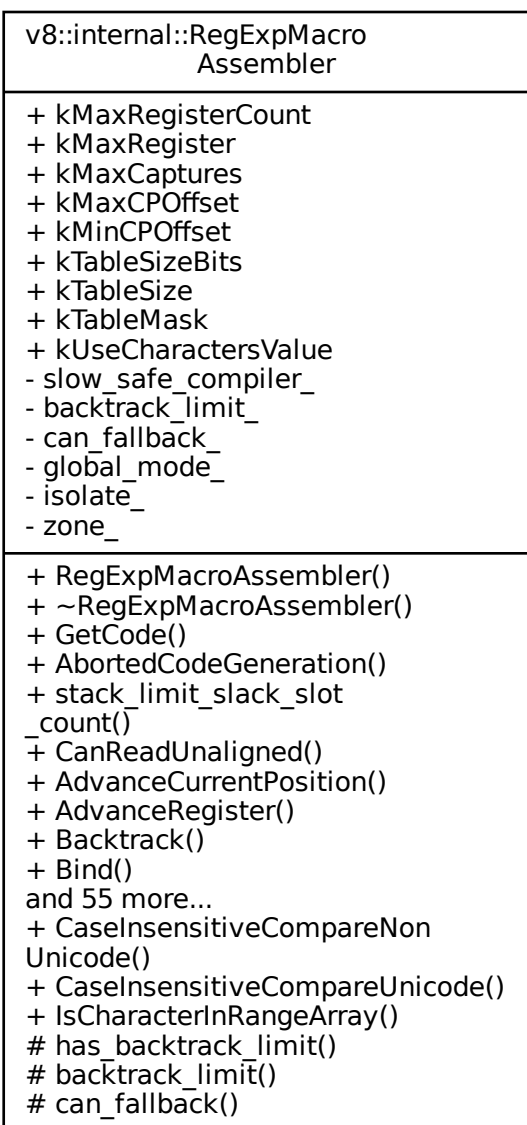 v8::internal::RegExpMacro
Assembler
+ kMaxRegisterCount
+ kMaxRegister
+ kMaxCaptures
+ kMaxCPOffset
+ kMinCPOffset
+ kTableSizeBits
+ kTableSize
+ kTableMask
+ kUseCharactersValue
- slow_safe_compiler_
- backtrack_limit_
- can_fallback_
- global_mode_
- isolate_
- zone_
+ RegExpMacroAssembler()
+ ~RegExpMacroAssembler()
+ GetCode()
+ AbortedCodeGeneration()
+ stack_limit_slack_slot
_count()
+ CanReadUnaligned()
+ AdvanceCurrentPosition()
+ AdvanceRegister()
+ Backtrack()
+ Bind()
and 55 more...
+ CaseInsensitiveCompareNon
Unicode()
+ CaseInsensitiveCompareUnicode()
+ IsCharacterInRangeArray()
# has_backtrack_limit()
# backtrack_limit()
# can_fallback()